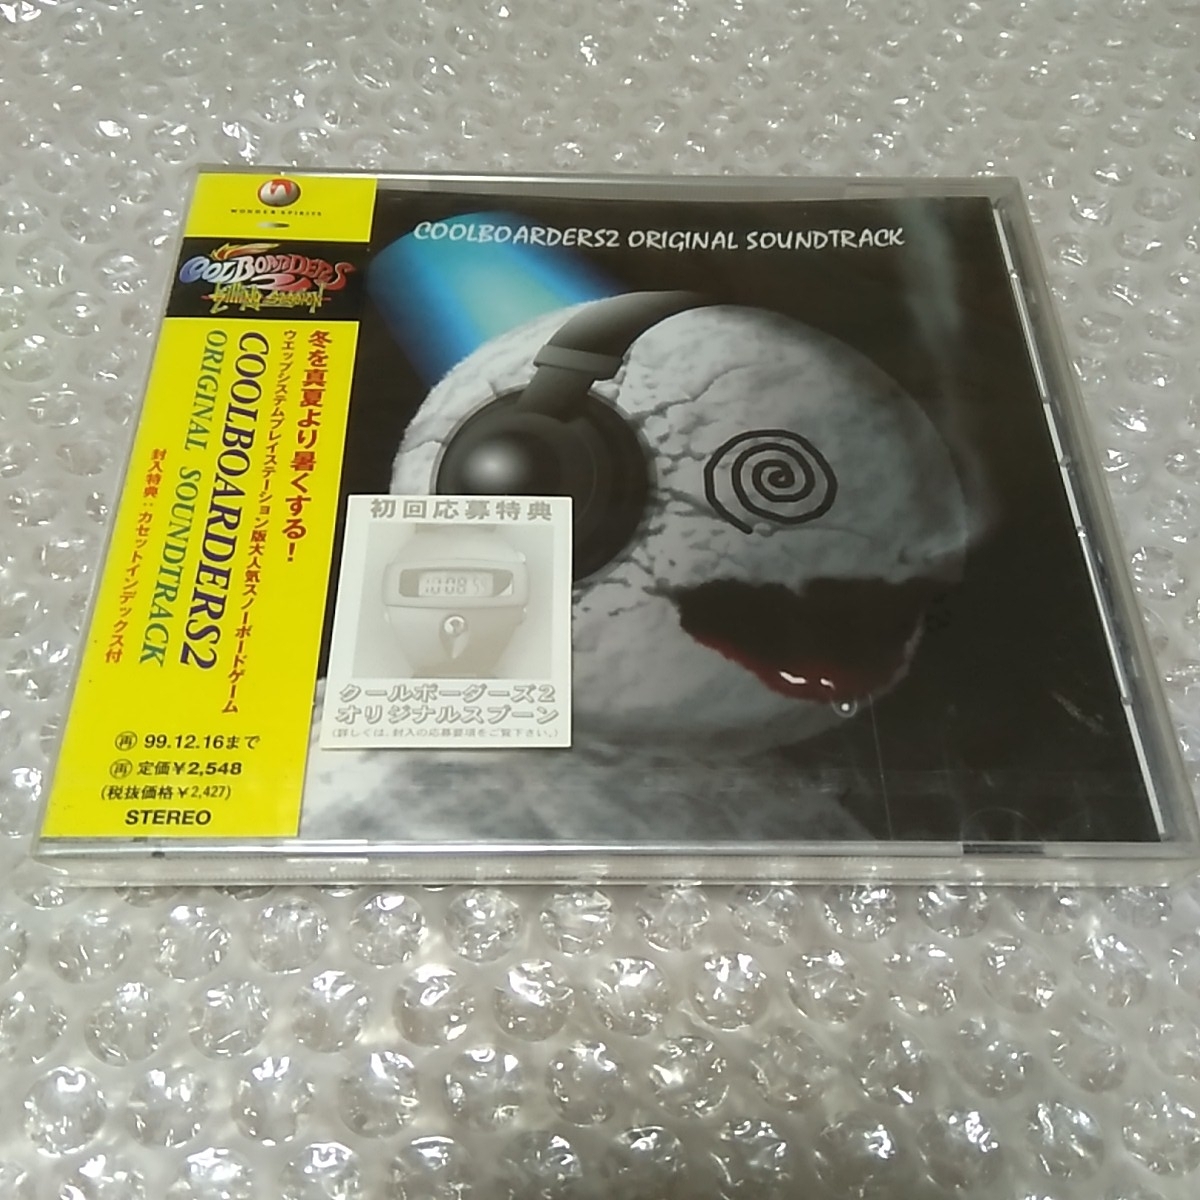 WONDER SPIRITS
COOLBOARDERS
2
killing session
冬を真夏より暑くする!
ウエップシステムプレイステーション版大人気スノーボードゲーム
COOLBOARDERS2
ORIGINAL SOUNDTRACK
封入特典:カセットインデックス付
再 99.12.16まで
再 定価¥2,548
(税抜価格¥2,427)
STEREO
COOLBOARDERS2 ORIGINAL SOUNDTRACK
初回応募特典
10:08 59
クールボーダーズ2
オリジナルスプーン
(詳しくは、封入の応募要項をご覧下さい。)